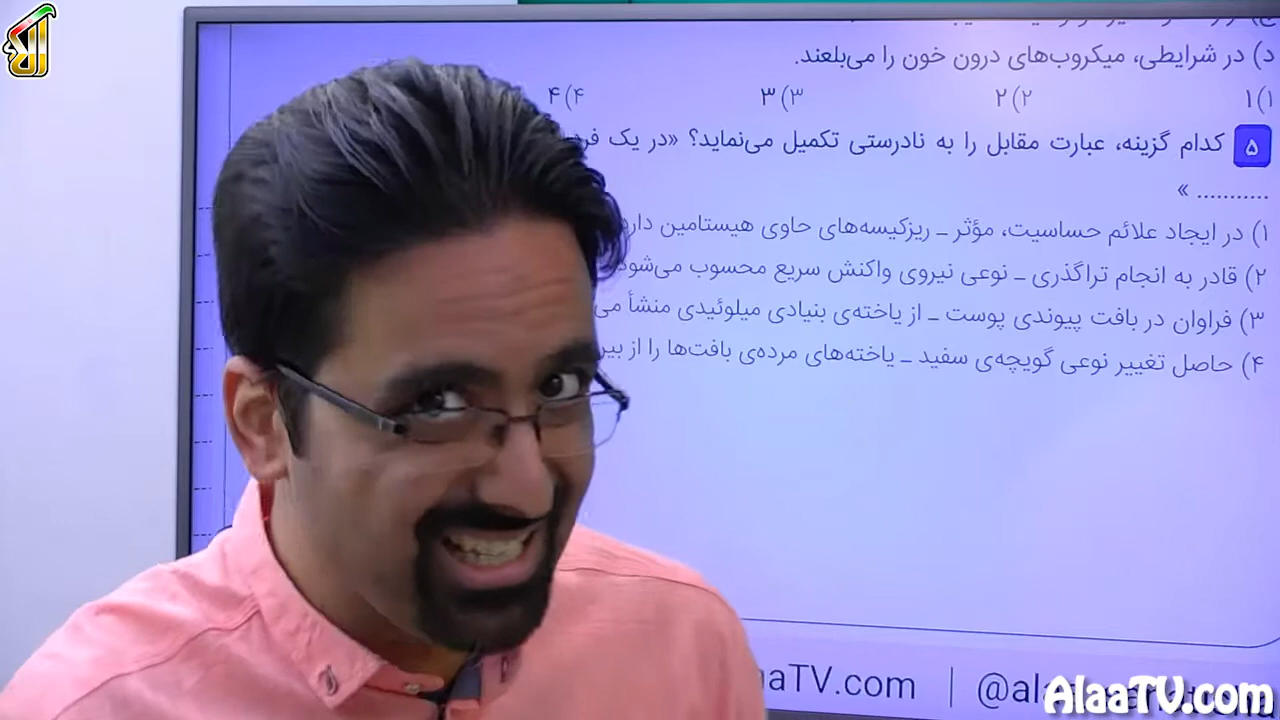 د) در شرایطی، میکروب‌های درون خون را می‌بلعند.
۱) ۱ ۲) ۲ ۳) ۳ ۴) ۴
۵ کدام گزینه، عبارت مقابل را به نادرستی تکمیل می‌نماید؟ «در یک
........... »
۱) در ایجاد علائم حساسیت، مؤثر – ریزکیسه‌های حاوی هیستامین
۲) قادر به انجام تراگذری – نوعی نیروی واکنش سریع محسوب می‌شود
۳) فراوان در بافت پیوندی پوست – از یاخته‌ی بنیادی میلوئیدی منشأ
۴) حاصل تغییر نوعی گویچه‌ی سفید – یاخته‌های مرده‌ی بافت‌ها را از
aTV.com | @ala
AlaaTV.com